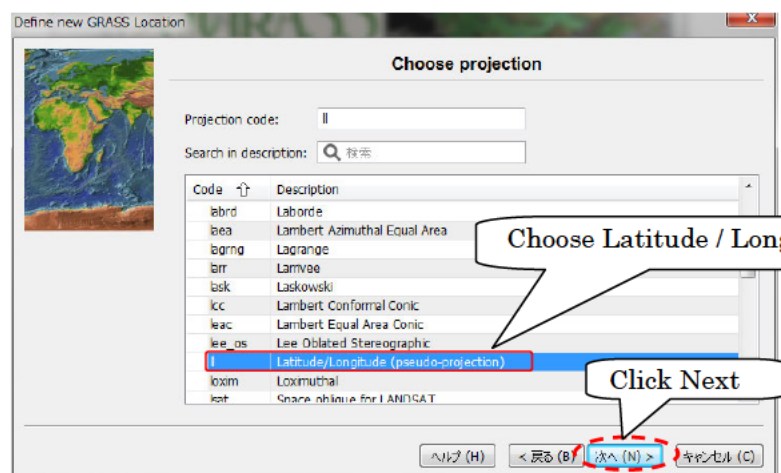 Define new GRASS Location
Choose projection
Projection code: ll
Search in description: 検索
Code Description
labrd Laborde
laea Lambert Azimuthal Equal Area
lagrng Lagrange
larr Larrivee
lask Laskowski
lcc Lambert Conformal Conic
leac Lambert Equal Area Conic
lee_os Lee Oblated Stereographic
ll Latitude/Longitude (pseudo-projection)
loxim Loximuthal
lsat Space oblique for LANDSAT
Choose Latitude / Long
Click Next
ヘルプ (H) < 戻る (B) 次へ (N) > キャンセル (C)